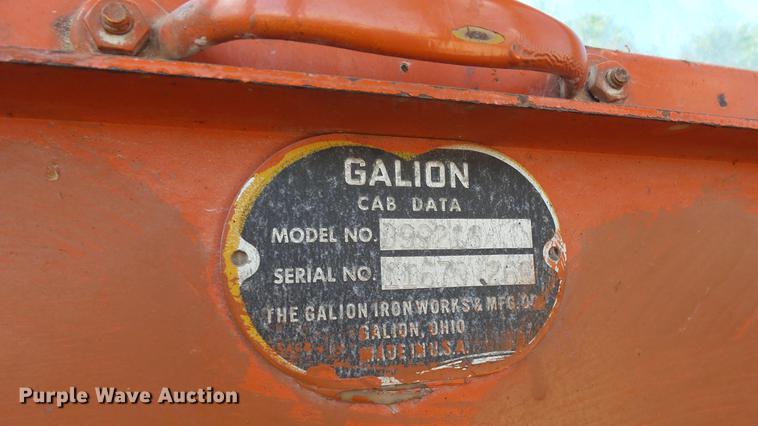 GALION
CAB DATA
MODEL NO.
SERIAL NO.
THE GALION IRON WORKS & MFG. CO.
GALION, OHIO
MADE IN U.S.A.
Purple Wave Auction